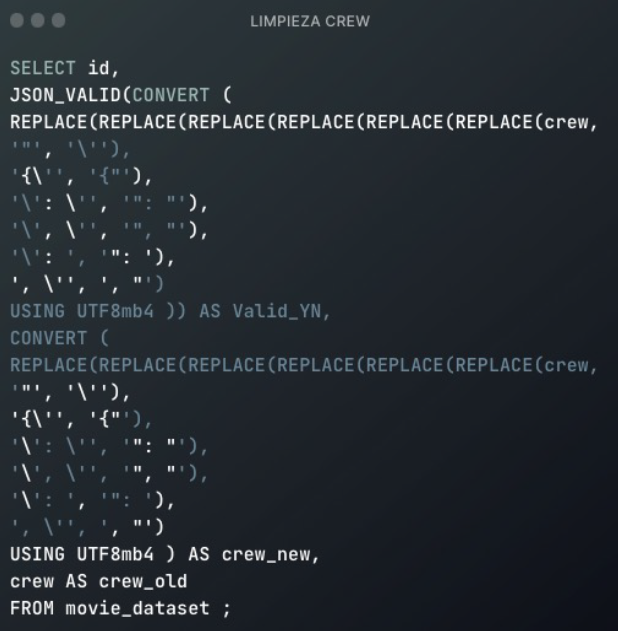 LIMPIEZA CREW
SELECT id,
JSON_VALID(CONVERT (
REPLACE(REPLACE(REPLACE(REPLACE(REPLACE(REPLACE(crew,
'"', '\''),
'{\'', '{"'),
'\': \'', '": "'),
'\', \'', '", "'),
'\': ', '": '),
', \'', ', "')
USING UTF8mb4 )) AS Valid_YN,
CONVERT (
REPLACE(REPLACE(REPLACE(REPLACE(REPLACE(REPLACE(crew,
'"', '\''),
'{\'', '{"'),
'\': \'', '": "'),
'\', \'', '", "'),
'\': ', '": '),
', \'', ', "')
USING UTF8mb4 ) AS crew_new,
crew AS crew_old
FROM movie_dataset ;